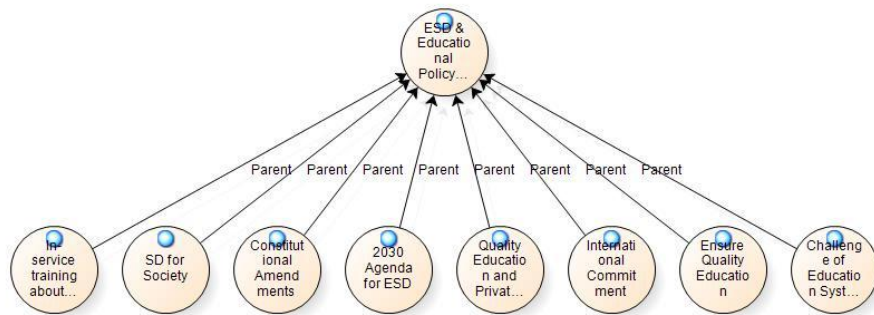 ESD &
Educatio
nal
Policy...
Parent Parent Parent Parent Parent Parent Parent Parent
In-
service
training
about...
SD for
Society
Constitut
ional
Amend
ments
2030
Agenda
for ESD
Quality
Educatio
n and
Privat...
Internat
ional
Commit
ment
Ensure
Quality
Educatio
n
Challeng
e of
Educatio
n Syst...